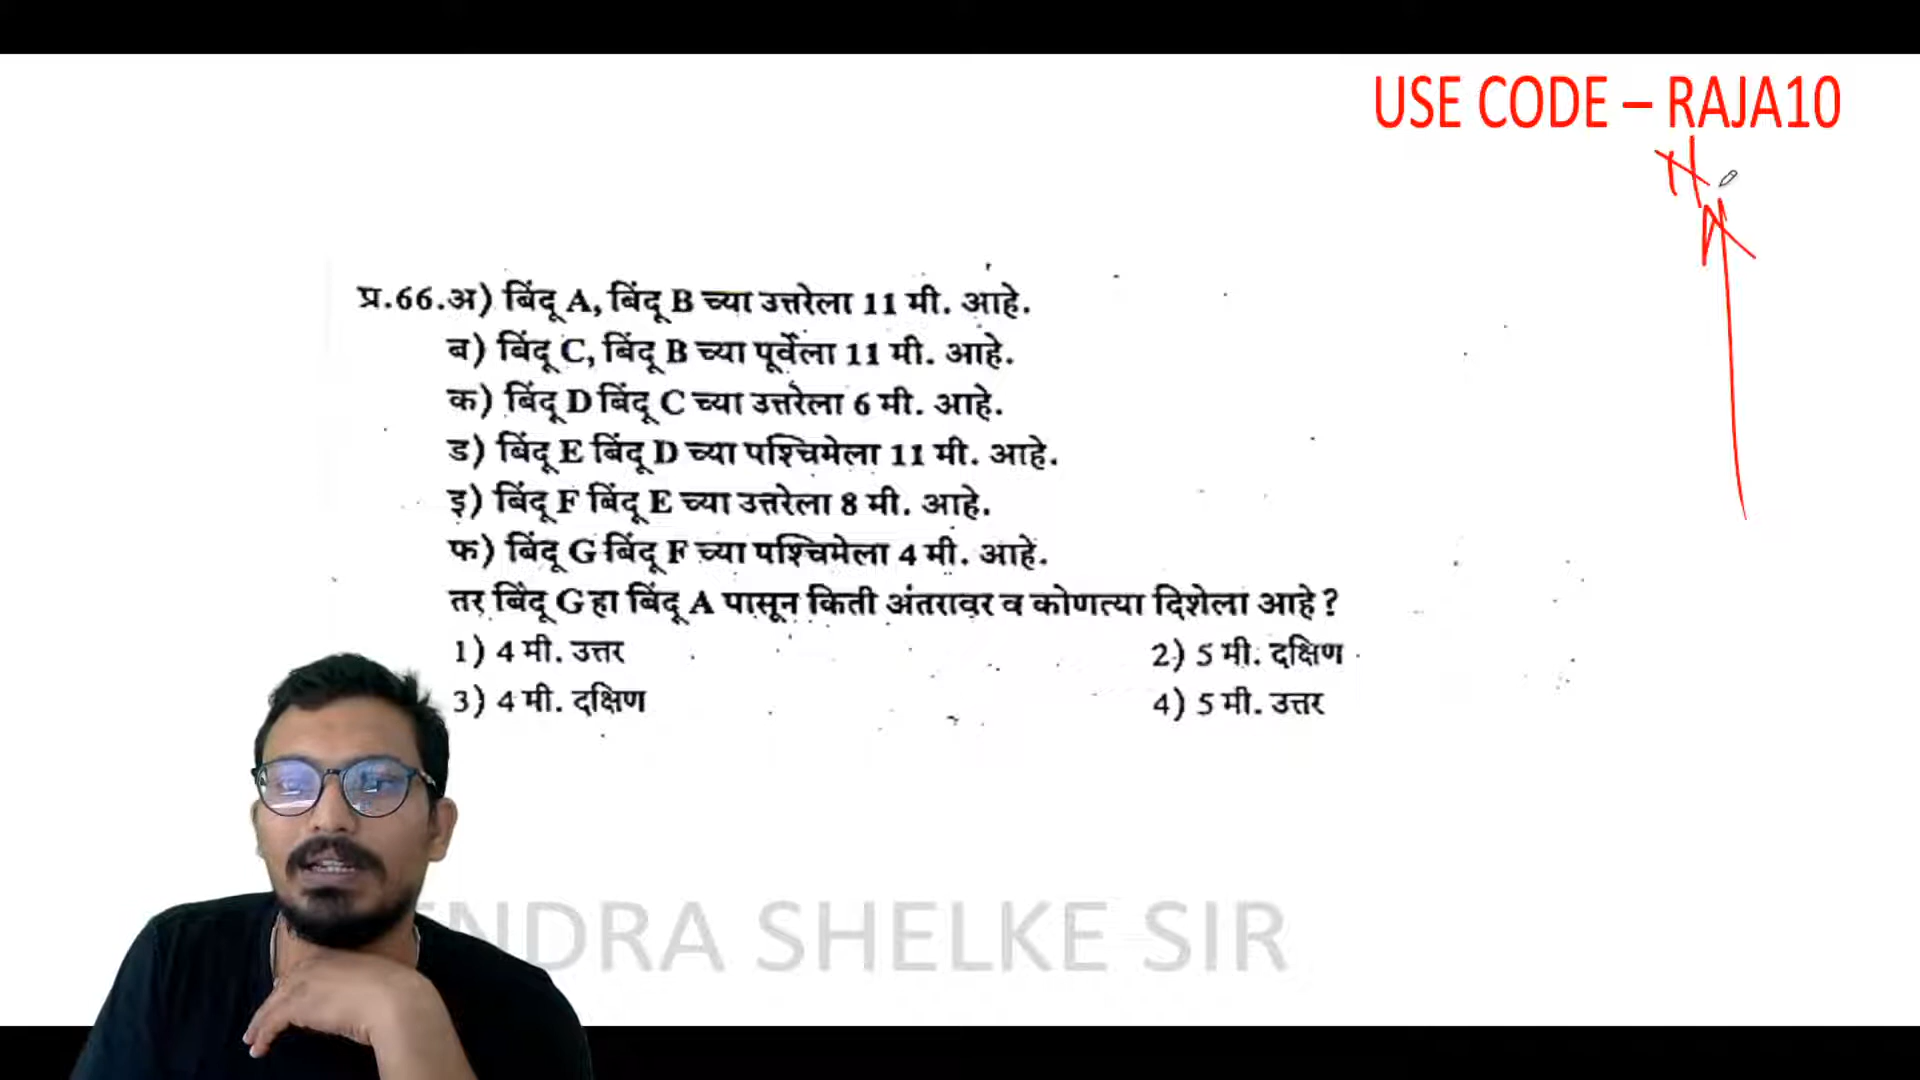 USE CODE – RAJA10
N
प्र.66.अ) बिंदू A, बिंदू B च्या उत्तरेला 11 मी. आहे.
ब) बिंदू C, बिंदू B च्या पूर्वेला 11 मी. आहे.
क) बिंदू D बिंदू C च्या उत्तरेला 6 मी. आहे.
ड) बिंदू E बिंदू D च्या पश्चिमेला 11 मी. आहे.
इ) बिंदू F बिंदू E च्या उत्तरेला 8 मी. आहे.
फ) बिंदू G बिंदू F च्या पश्चिमेला 4 मी. आहे.
तर बिंदू G हा बिंदू A पासून किती अंतरावर व कोणत्या दिशेला आहे?
1) 4 मी. उत्तर 2) 5 मी. दक्षिण
3) 4 मी. दक्षिण 4) 5 मी. उत्तर
NDRA SHELKE SIR